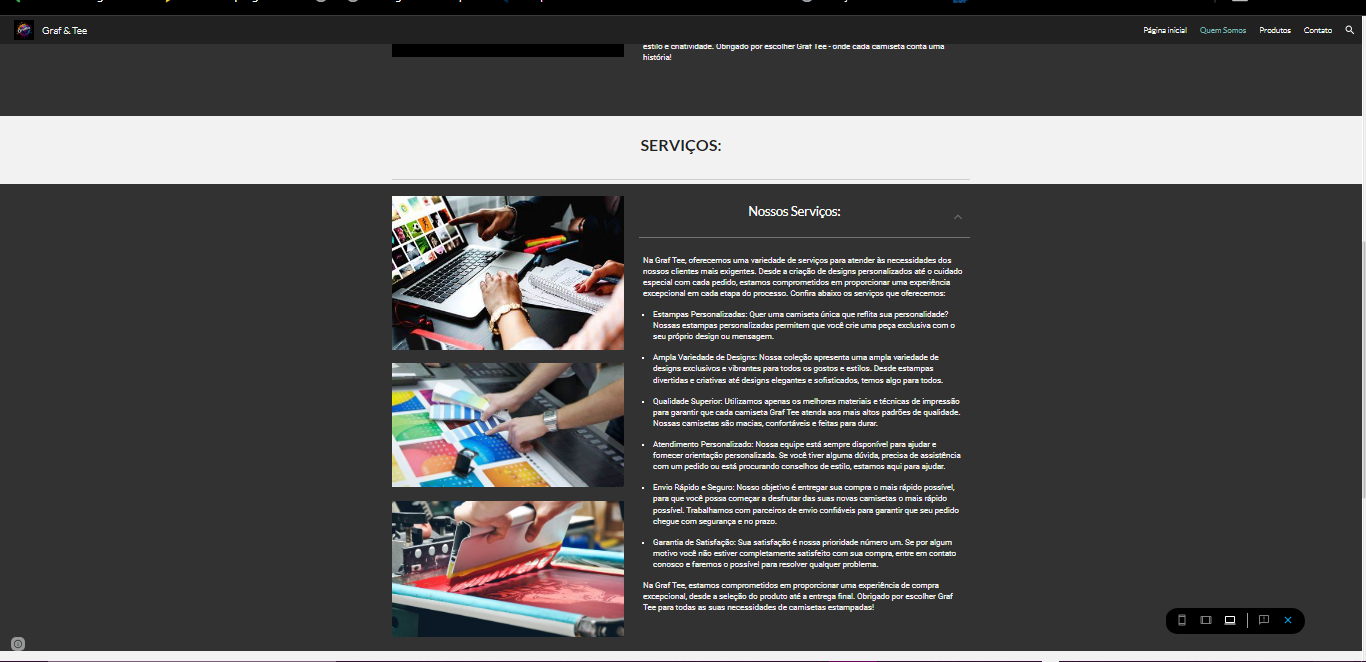 Graf & Tee
Página inicial
Quem Somos
Produtos
Contato
estilo e criatividade. Obrigado por escolher Graf Tee - onde cada camiseta conta uma
história!
SERVIÇOS:
Nossos Serviços:
Na Graf Tee, oferecemos uma variedade de serviços para atender às necessidades dos
nossos clientes mais exigentes. Desde a criação de designs personalizados até o cuidado
especial com cada pedido, estamos comprometidos em proporcionar uma experiência
excepcional em cada etapa do processo. Confira abaixo os serviços que oferecemos:
• Estampas Personalizadas: Quer uma camiseta única que reflita sua personalidade?
Nossas estampas personalizadas permitem que você crie uma peça exclusiva com o
seu próprio design ou mensagem.
• Ampla Variedade de Designs: Nossa coleção apresenta uma ampla variedade de
designs exclusivos e vibrantes para todos os gostos e estilos. Desde estampas
divertidas e criativas até designs elegantes e sofisticados, temos algo para todos.
• Qualidade Superior: Utilizamos apenas os melhores materiais e técnicas de impressão
para garantir que cada camiseta Graf Tee atenda aos mais altos padrões de qualidade.
Nossas camisetas são macias, confortáveis e feitas para durar.
• Atendimento Personalizado: Nossa equipe está sempre disponível para ajudar e
fornecer orientação personalizada. Se você tiver alguma dúvida, precisa de assistência
com um pedido ou está procurando conselhos de estilo, estamos aqui para ajudar.
• Envio Rápido e Seguro: Nosso objetivo é entregar sua compra o mais rápido possível,
para que você possa começar a desfrutar das suas novas camisetas o mais rápido
possível. Trabalhamos com parceiros de envio confiáveis para garantir que seu pedido
chegue com segurança e no prazo.
• Garantia de Satisfação: Sua satisfação é nossa prioridade número um. Se por algum
motivo você não estiver completamente satisfeito com sua compra, entre em contato
conosco e faremos o possível para resolver qualquer problema.
Na Graf Tee, estamos comprometidos em proporcionar uma experiência de compra
excepcional, desde a seleção do produto até a entrega final. Obrigado por escolher Graf
Tee para todas as suas necessidades de camisetas estampadas!